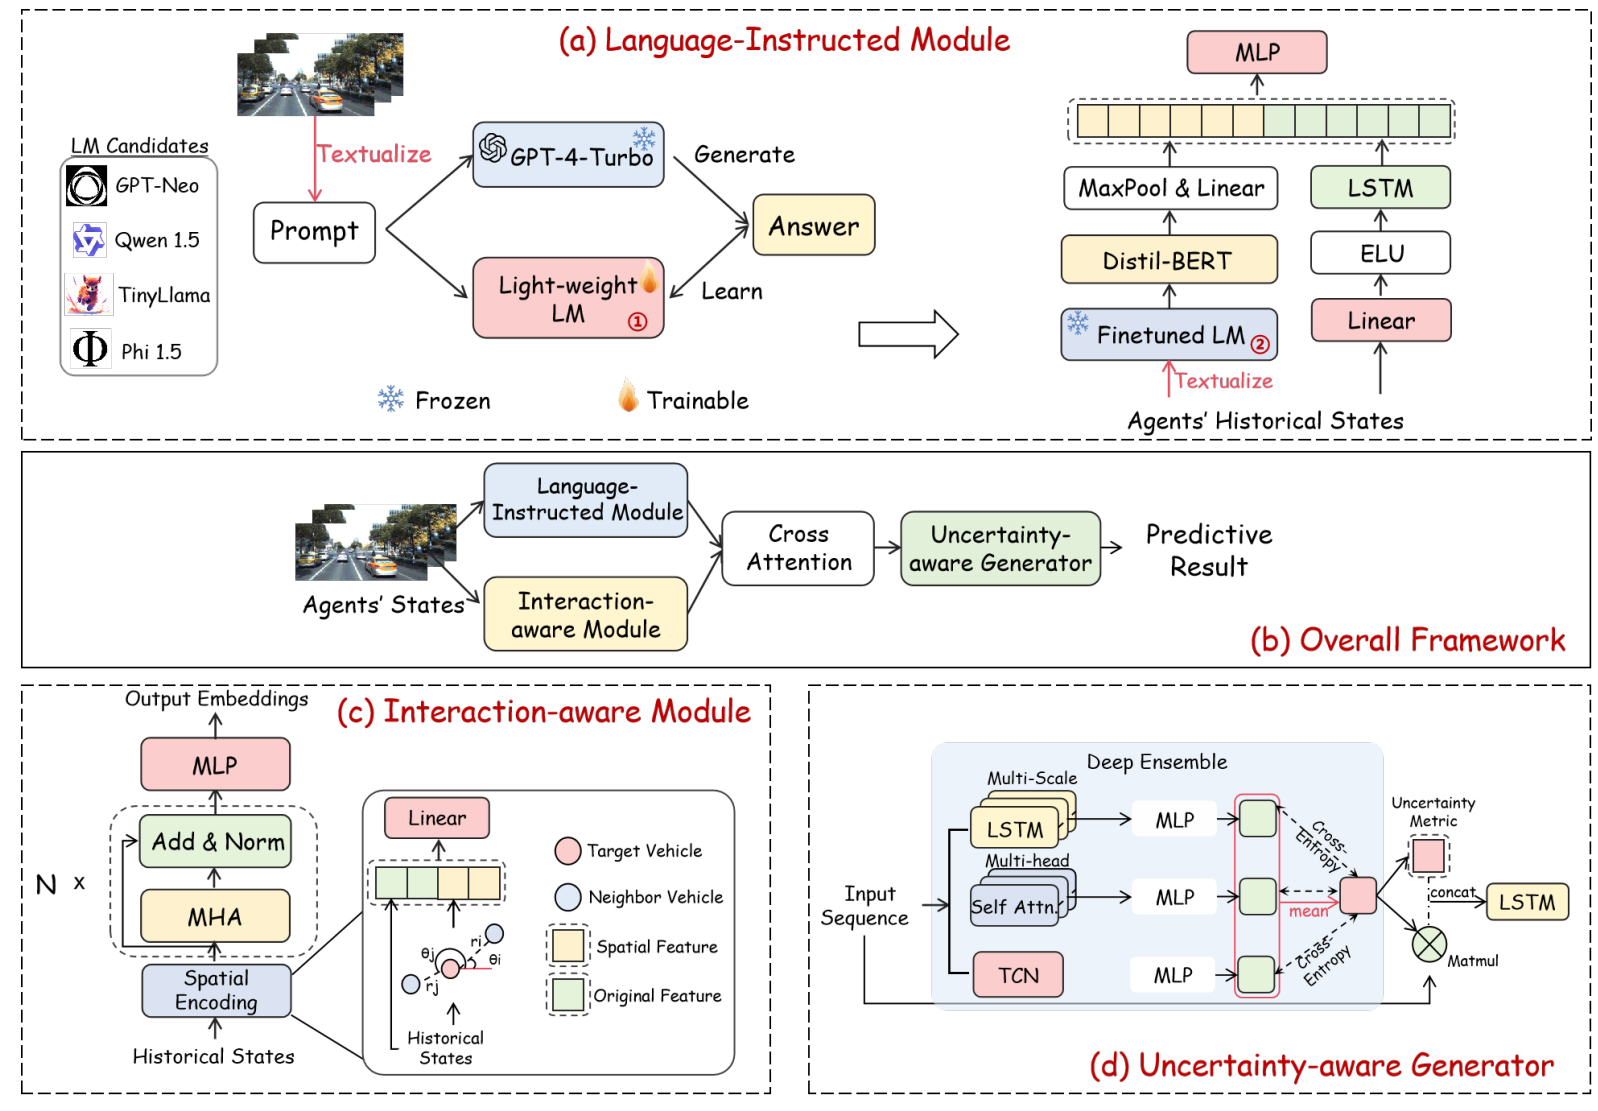 (a) Language-Instructed Module
LM Candidates
GPT-Neo
Qwen 1.5
TinyLlama
Phi 1.5
Textualize
Prompt
GPT-4-Turbo
Generate
Light-weight
LM
①
Learn
Answer
Frozen
Trainable
MLP
MaxPool & Linear
Distil-BERT
Finetuned LM
②
Textualize
LSTM
ELU
Linear
Agents' Historical States
Agents' States
Language-
Instructed Module
Interaction-
aware Module
Cross
Attention
Uncertainty-
aware Generator
Predictive
Result
(b) Overall Framework
(c) Interaction-aware Module
Output Embeddings
MLP
Add & Norm
MHA
N x
Spatial
Encoding
Historical States
Linear
θj
ri
θi
rj
Historical
States
Target Vehicle
Neighbor Vehicle
Spatial Feature
Original Feature
Deep Ensemble
Multi-Scale
LSTM
MLP
Multi-head
Self Attn.
MLP
TCN
MLP
Input
Sequence
Cross-
Entropy
mean
Cross-
Entropy
Uncertainty
Metric
concat
LSTM
Matmul
(d) Uncertainty-aware Generator